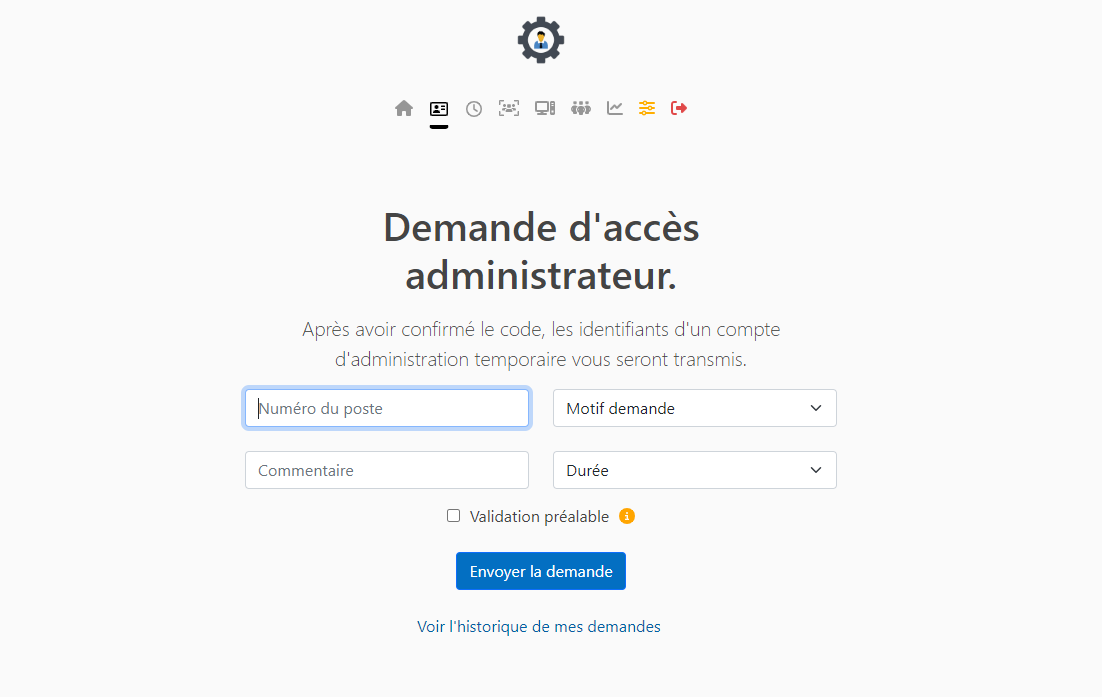 Demande d'accès
administrateur.
Après avoir confirmé le code, les identifiants d'un compte
d'administration temporaire vous seront transmis.
Numéro du poste
Motif demande
Commentaire
Durée
Validation préalable
Envoyer la demande
Voir l'historique de mes demandes